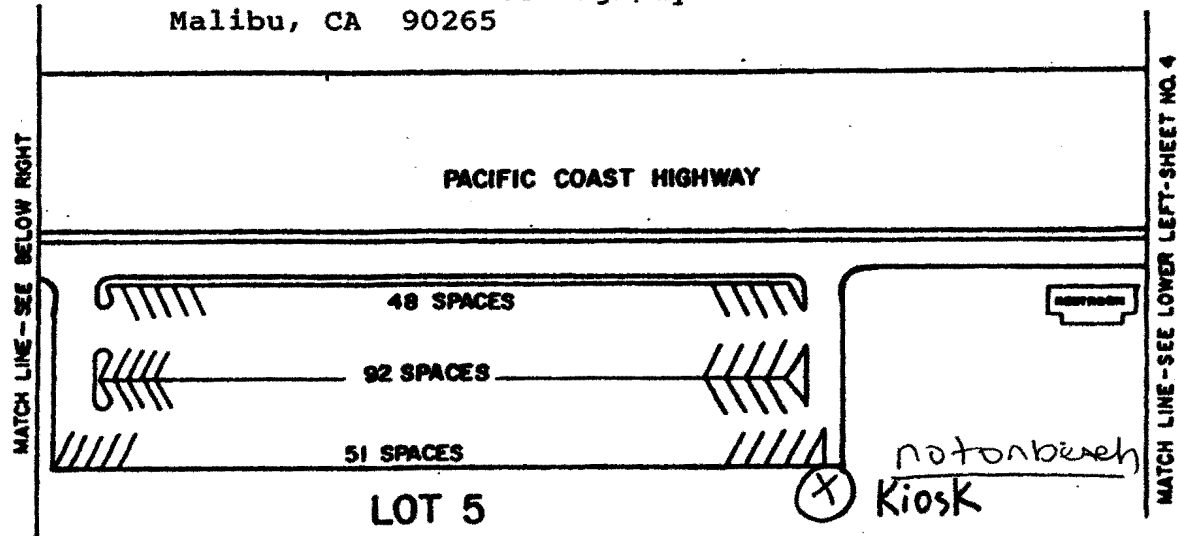 Malibu, CA 90265
MATCH LINE-SEE BELOW RIGHT
MATCH LINE-SEE LOWER LEFT-SHEET NO. 4
PACIFIC COAST HIGHWAY
48 SPACES
RESTROOM
92 SPACES
51 SPACES
LOT 5
X
Kiosk